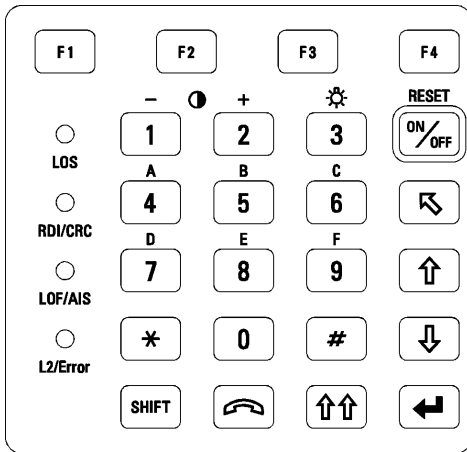 F1 F2 F3 F4
- + RESET
1 2 3 ON/OFF
LOS
A B C
4 5 6
RDI/CRC
D E F
7 8 9
LOF/AIS
* 0 #
L2/Error
SHIFT